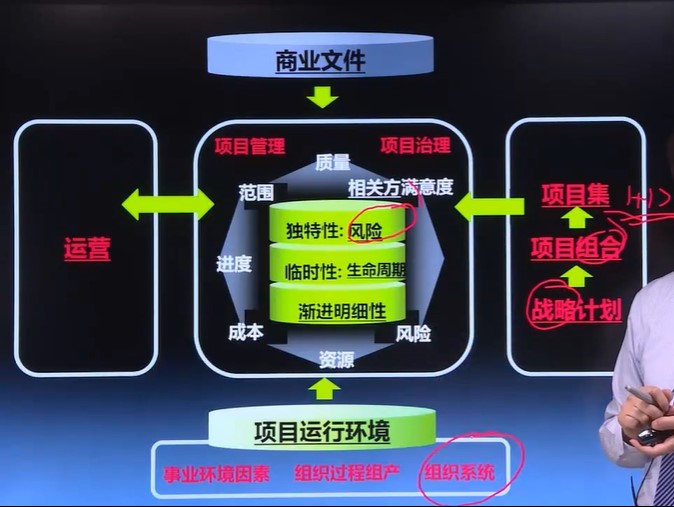 商业文件
项目管理
项目治理
质量
范围
相关方满意度
项目集
1+1>
独特性: 风险
运营
项目组合
进度
临时性: 生命周期
战略计划
渐进明细性
成本
风险
资源
项目运行环境
事业环境因素
组织过程组产
组织系统